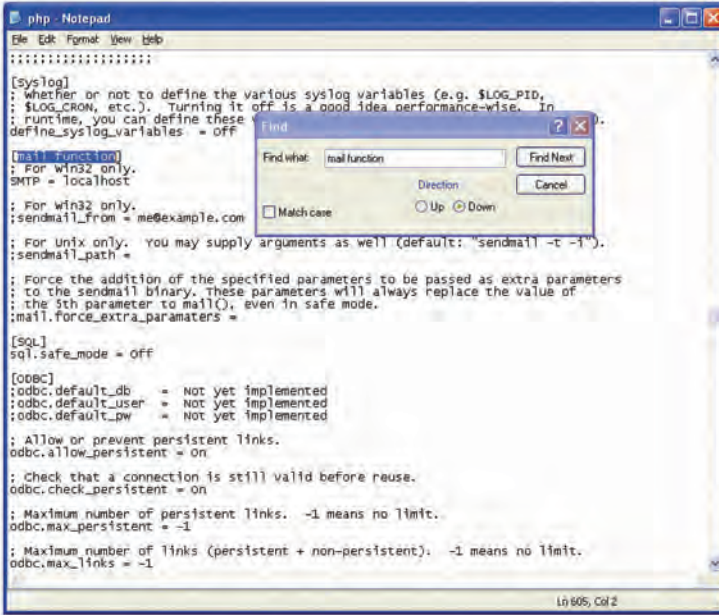 php - Notepad
File Edit Format View Help
;;;;;;;;;;;;;;;;;;;
[Syslog]
; Whether or not to define the various syslog variables (e.g. $LOG_PID,
; $LOG_CRON, etc.). Turning it off is a good idea performance-wise. In
; runtime, you can define these
).
define_syslog_variables = Off
Find
Find what: mail function
Find Next
Direction
Cancel
Match case
Up Down
[mail function]
; For Win32 only.
SMTP = localhost
; For Win32 only.
;sendmail_from = me@example.com
; For Unix only. You may supply arguments as well (default: "sendmail -t -i").
;sendmail_path =
; Force the addition of the specified parameters to be passed as extra parameters
; to the sendmail binary. These parameters will always replace the value of
; the 5th parameter to mail(), even in safe mode.
;mail.force_extra_paramaters =
[SQL]
sql.safe_mode = Off
[ODBC]
;odbc.default_db = Not yet implemented
;odbc.default_user = Not yet implemented
;odbc.default_pw = Not yet implemented
; Allow or prevent persistent links.
odbc.allow_persistent = On
; Check that a connection is still valid before reuse.
odbc.check_persistent = On
; Maximum number of persistent links. -1 means no limit.
odbc.max_persistent = -1
; Maximum number of links (persistent + non-persistent). -1 means no limit.
odbc.max_links = -1
Ln 605, Col 2